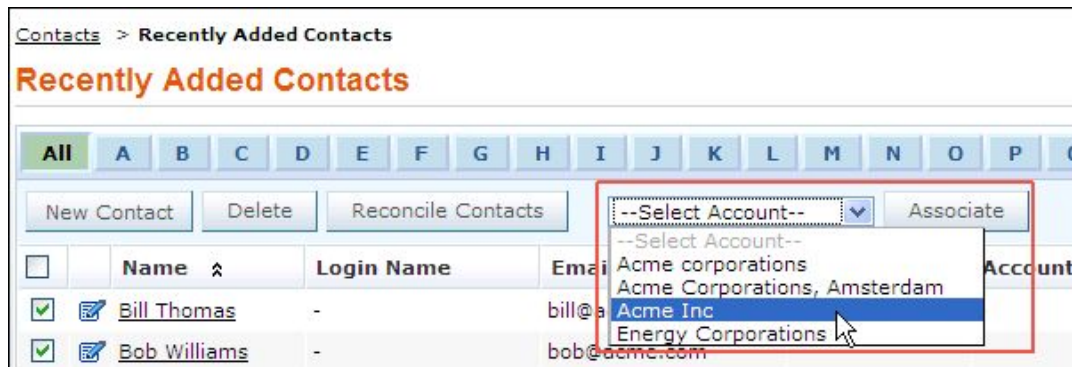 Contacts > Recently Added Contacts
Recently Added Contacts
All A B C D E F G H I J K L M N O P
New Contact Delete Reconcile Contacts --Select Account-- Associate
--Select Account--
Name Login Name Emai Account
Acme corporations
Acme Corporations, Amsterdam
Bill Thomas - bill@a
Acme Inc
Energy Corporations
Bob Williams - bob@acme.com